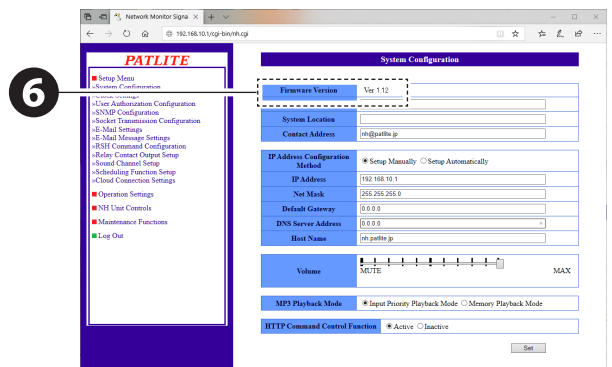 Network Monitor Signa
192.168.10.1/cgi-bin/nh.cgi
6
PATLITE
Setup Menu
»System Configuration
»Clock Settings
»User Authorization Configuration
»SNMP Configuration
»Socket Transmission Configuration
»E-Mail Settings
»E-Mail Message Settings
»RSH Command Configuration
»Relay Contact Output Setup
»Sound Channel Setup
»Scheduling Function Setup
»Cloud Connection Settings
Operation Settings
NH Unit Controls
Maintenance Functions
Log Out
System Configuration
Firmware Version Ver 1.12
System Location
Contact Address nh@patlite.jp
IP Address Configuration
Method Setup Manually Setup Automatically
IP Address 192.168.10.1
Net Mask 255.255.255.0
Default Gateway 0.0.0.0
DNS Server Address 0.0.0.0
Host Name nh.patlite.jp
Volume MUTE MAX
MP3 Playback Mode Input Priority Playback Mode Memory Playback Mode
HTTP Command Control Function Active Inactive
Set